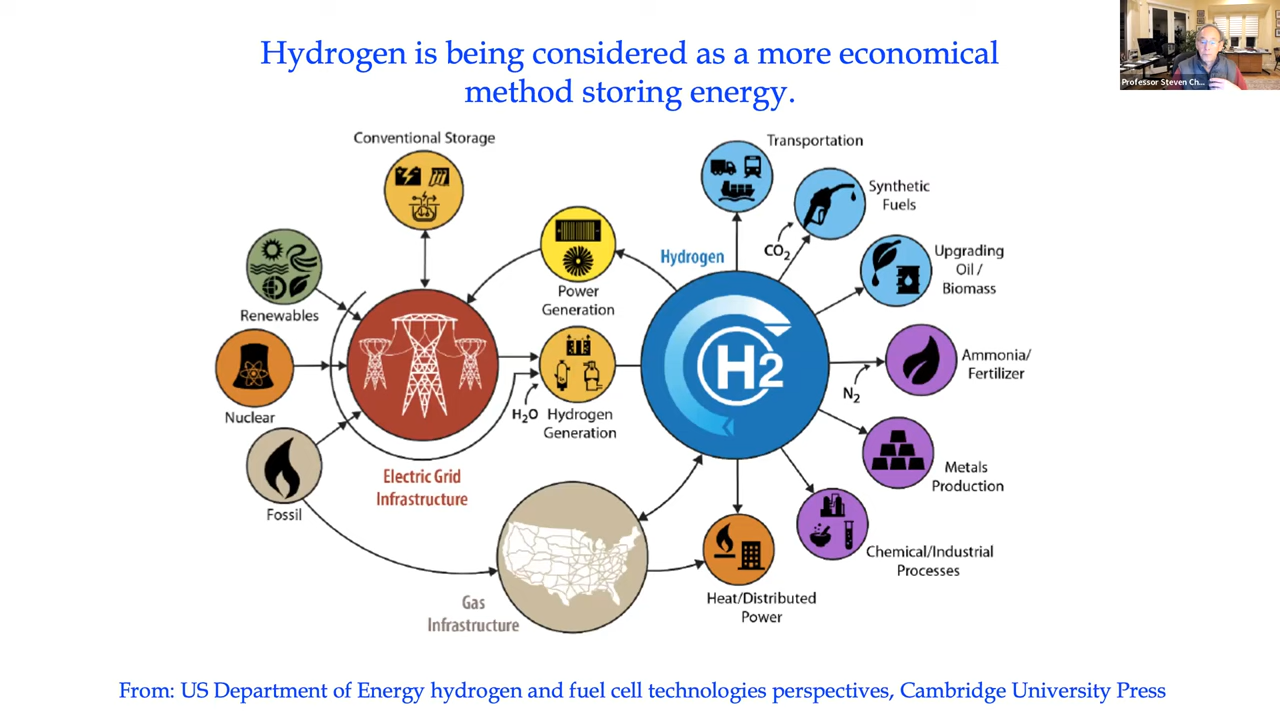 Hydrogen is being considered as a more economical
method storing energy.
Professor Steven Ch...
Conventional Storage
Transportation
Synthetic
Fuels
CO2
Hydrogen
Upgrading
Oil /
Biomass
Renewables
Power
Generation
H2
Ammonia/
Fertilizer
N2
Nuclear
H2O
Hydrogen
Generation
Electric Grid
Infrastructure
Metals
Production
Fossil
Chemical/Industrial
Processes
Gas
Infrastructure
Heat/Distributed
Power
From: US Department of Energy hydrogen and fuel cell technologies perspectives, Cambridge University Press